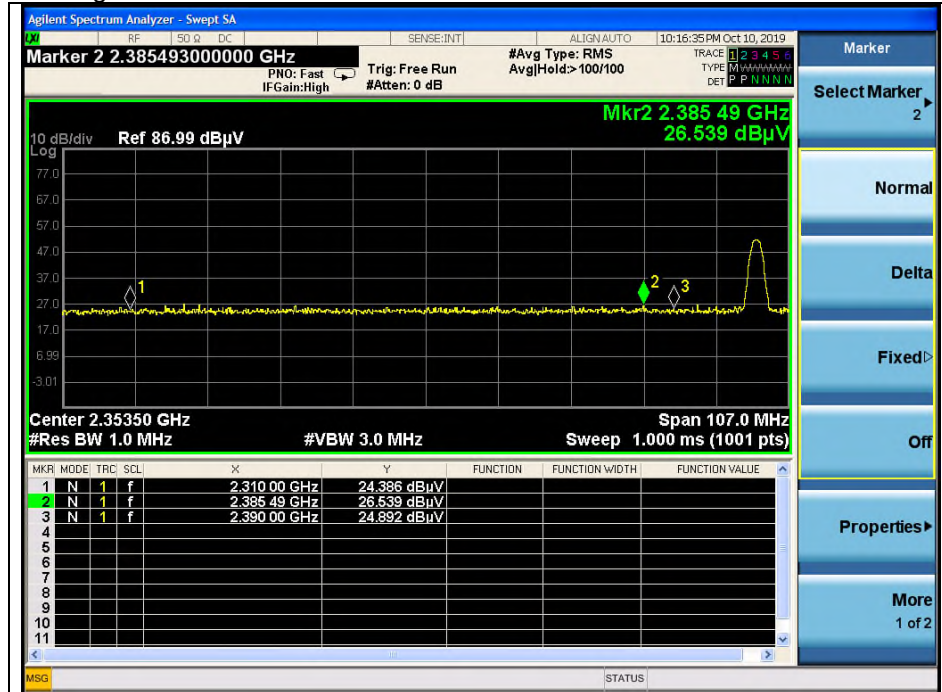 Agilent Spectrum Analyzer - Swept SA
LXI RF 50 Ω DC SENSE:INT ALIGN AUTO 10:16:35 PM Oct 10, 2019
Marker 2 2.385493000000 GHz
PNO: Fast
IFGain:High
Trig: Free Run
#Atten: 0 dB
#Avg Type: RMS
Avg|Hold:>100/100
TRACE 1 2 3 4 5 6
TYPE M W W W W W
DET P P N N N N
Mkr2 2.385 49 GHz
26.539 dBµV
10 dB/div Ref 86.99 dBµV
Log
77.0
67.0
57.0
47.0
37.0
27.0
17.0
6.99
-3.01
1
2
3
Center 2.35350 GHz Span 107.0 MHz
#Res BW 1.0 MHz #VBW 3.0 MHz Sweep 1.000 ms (1001 pts)
MKR MODE TRC SCL X Y FUNCTION FUNCTION WIDTH FUNCTION VALUE
1 N 1 f 2.310 00 GHz 24.386 dBµV
2 N 1 f 2.385 49 GHz 26.539 dBµV
3 N 1 f 2.390 00 GHz 24.892 dBµV
4
5
6
7
8
9
10
11
MSG STATUS
Marker
Select Marker
2
Normal
Delta
Fixed
Off
Properties
More
1 of 2